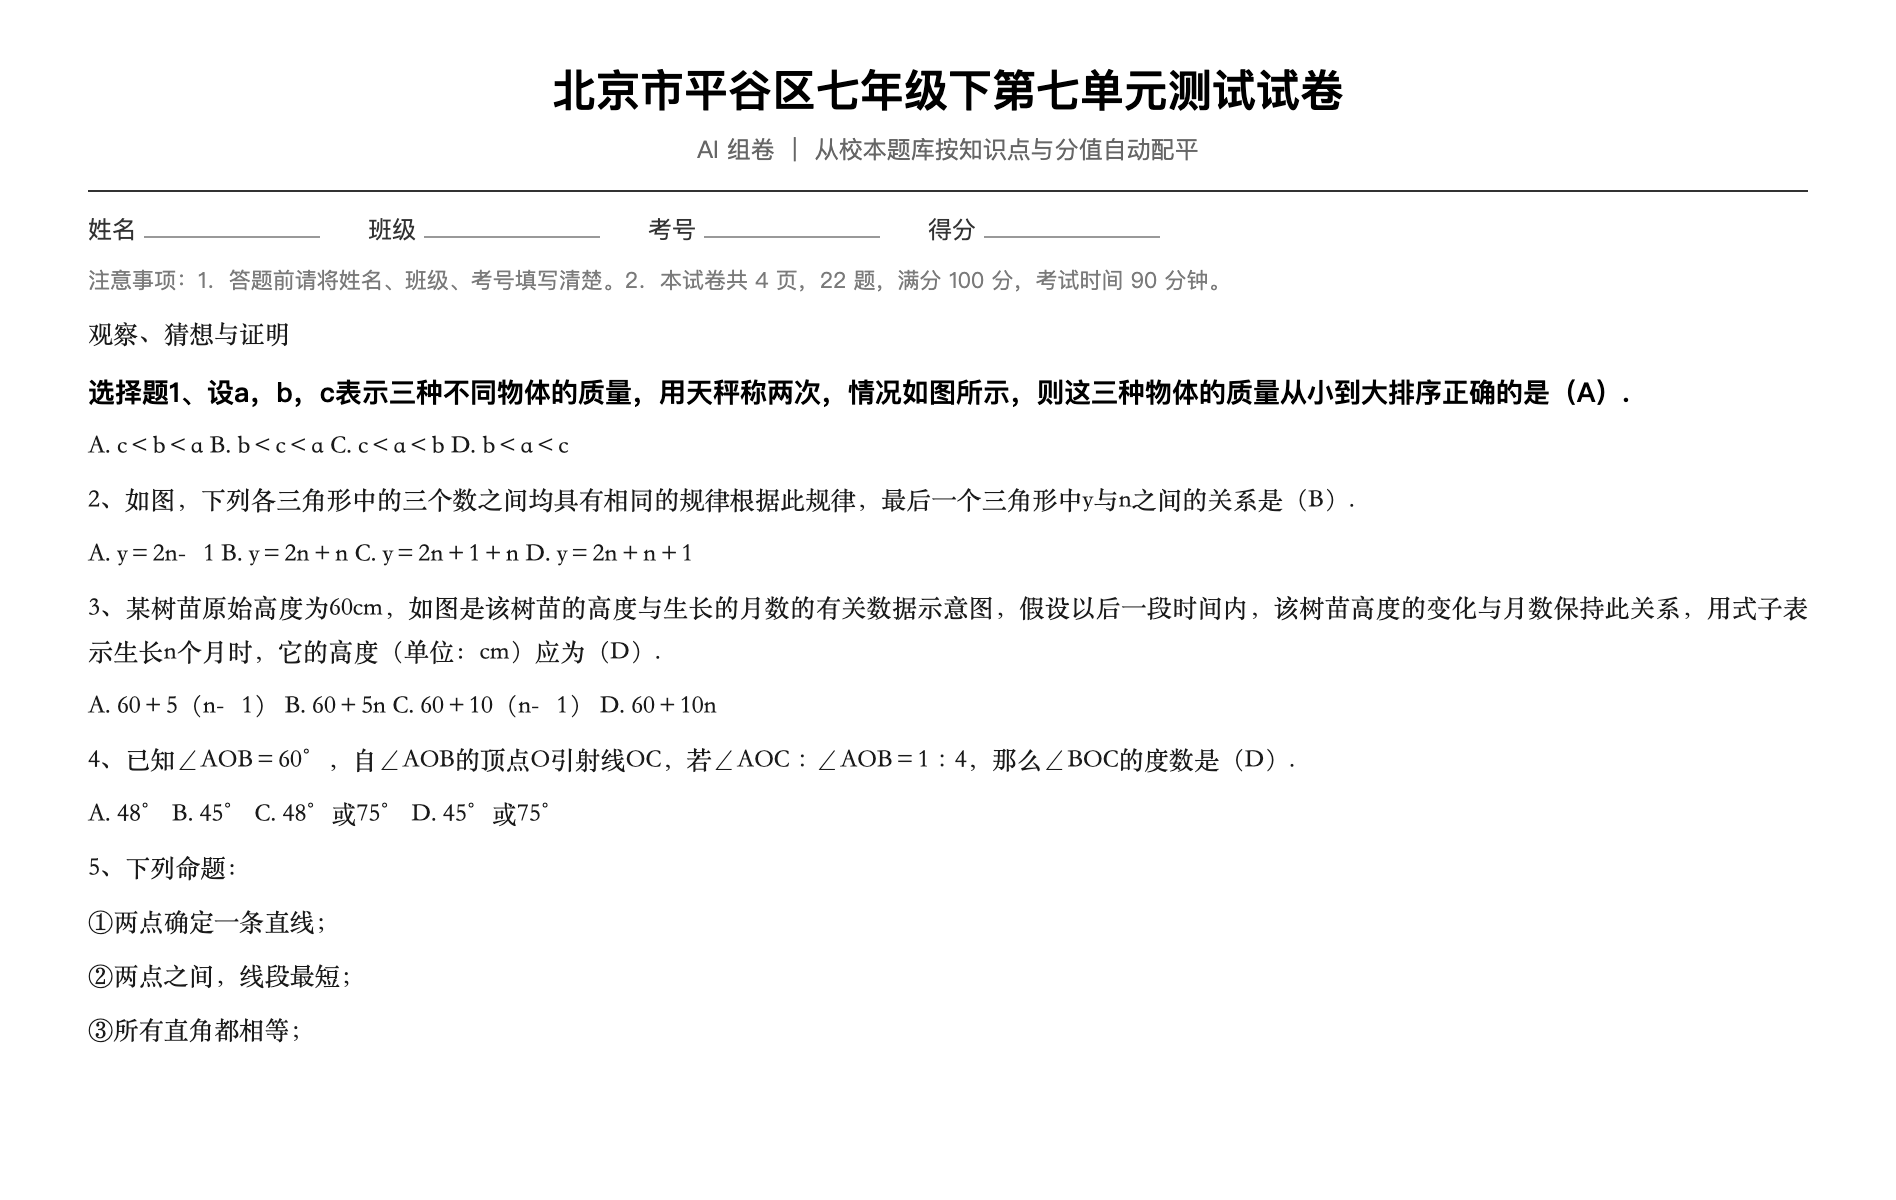 北京市平谷区七年级下第七单元测试试卷
AI 组卷 ｜ 从校本题库按知识点与分值自动配平
姓名 班级 考号 得分
注意事项：1. 答题前请将姓名、班级、考号填写清楚。2. 本试卷共 4 页，22 题，满分 100 分，考试时间 90 分钟。
观察、猜想与证明
选择题1、设a，b，c表示三种不同物体的质量，用天秤称两次，情况如图所示，则这三种物体的质量从小到大排序正确的是（A）.
A. c＜b＜a B. b＜c＜a C. c＜a＜b D. b＜a＜c
2、如图，下列各三角形中的三个数之间均具有相同的规律根据此规律，最后一个三角形中y与n之间的关系是（B）.
A. y＝2n- 1 B. y＝2n＋n C. y＝2n＋1＋n D. y＝2n＋n＋1
3、某树苗原始高度为60cm，如图是该树苗的高度与生长的月数的有关数据示意图，假设以后一段时间内，该树苗高度的变化与月数保持此关系，用式子表
示生长n个月时，它的高度（单位：cm）应为（D）.
A. 60＋5（n- 1） B. 60＋5n C. 60＋10（n- 1） D. 60＋10n
4、已知∠AOB＝60°，自∠AOB的顶点O引射线OC，若∠AOC：∠AOB＝1：4，那么∠BOC的度数是（D）.
A. 48° B. 45° C. 48°或75° D. 45°或75°
5、下列命题：
①两点确定一条直线；
②两点之间，线段最短；
③所有直角都相等；